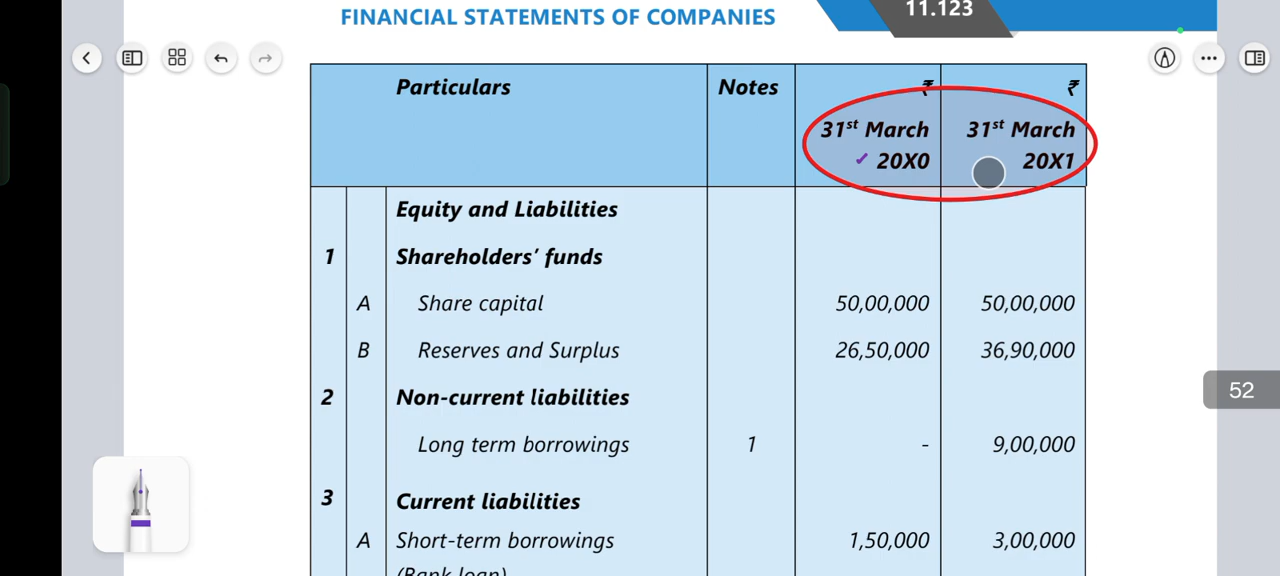 FINANCIAL STATEMENTS OF COMPANIES 11.123
Particulars Notes ₹ ₹
31st March 31st March
20X0 20X1
Equity and Liabilities
1 Shareholders' funds
A Share capital 50,00,000 50,00,000
B Reserves and Surplus 26,50,000 36,90,000
2 Non-current liabilities
Long term borrowings 1 - 9,00,000
3 Current liabilities
A Short-term borrowings 1,50,000 3,00,000
(Bank loan)
52